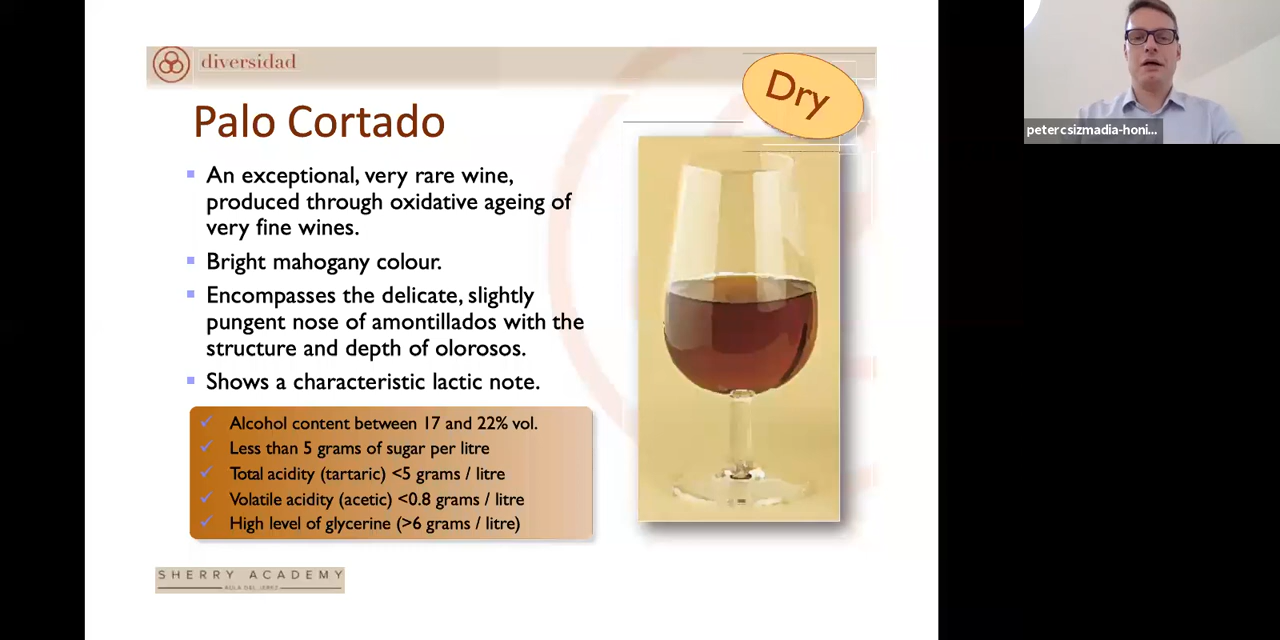 diversidad
Dry
Palo Cortado
An exceptional, very rare wine,
produced through oxidative ageing of
very fine wines.
Bright mahogany colour.
Encompasses the delicate, slightly
pungent nose of amontillados with the
structure and depth of olorosos.
Shows a characteristic lactic note.
Alcohol content between 17 and 22% vol.
Less than 5 grams of sugar per litre
Total acidity (tartaric) <5 grams / litre
Volatile acidity (acetic) <0.8 grams / litre
High level of glycerine (>6 grams / litre)
SHERRY ACADEMY
AULA DEL JEREZ
petercsizmadia-honi...